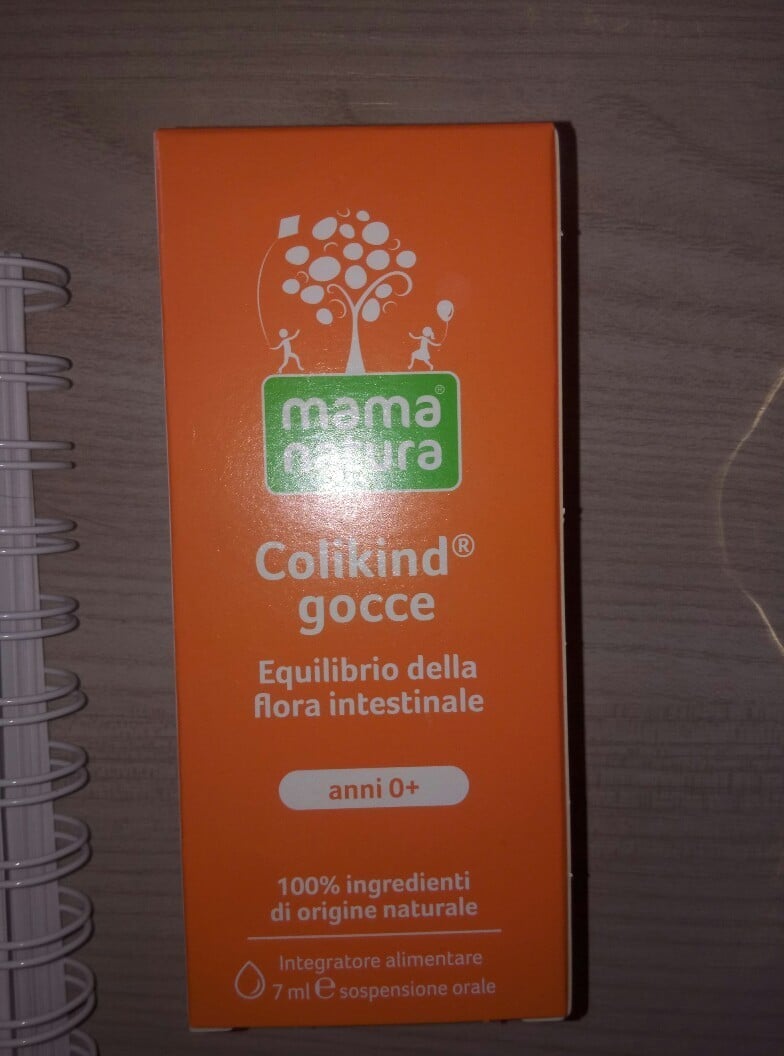 mama®
natura
Colikind®
gocce
Equilibrio della
flora intestinale
anni 0+
100% ingredienti
di origine naturale
Integratore alimentare
7 ml ℮ sospensione orale